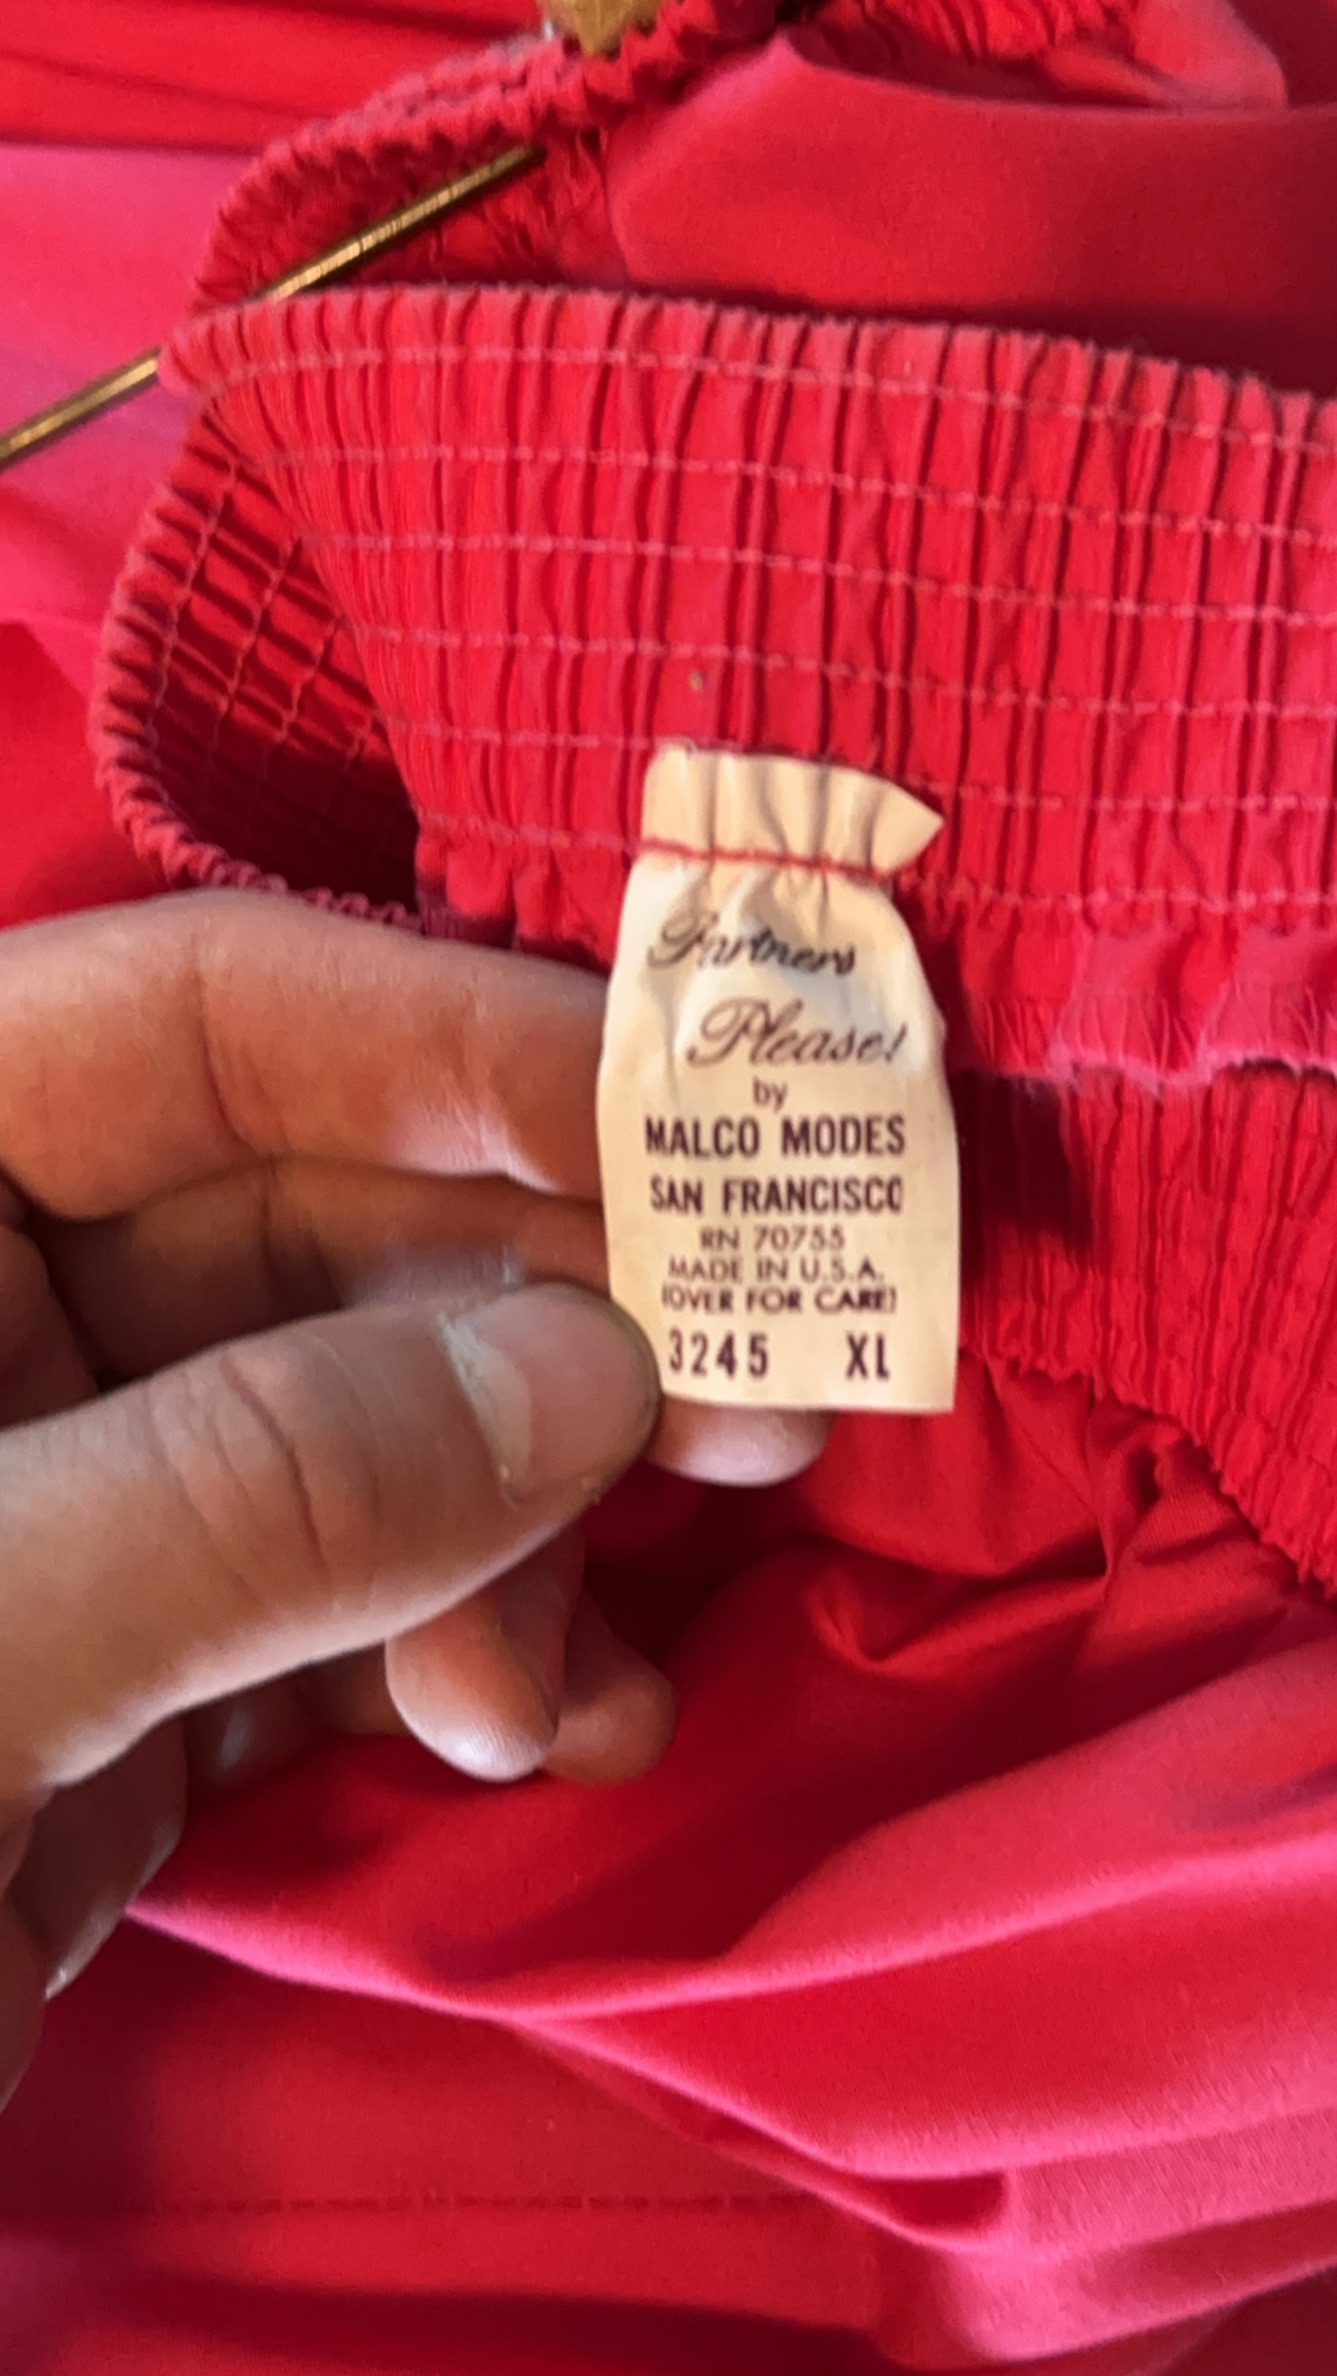 Partners
Please!
by
MALCO MODES
SAN FRANCISCO
RN 70755
MADE IN U.S.A.
(OVER FOR CARE)
3245 XL